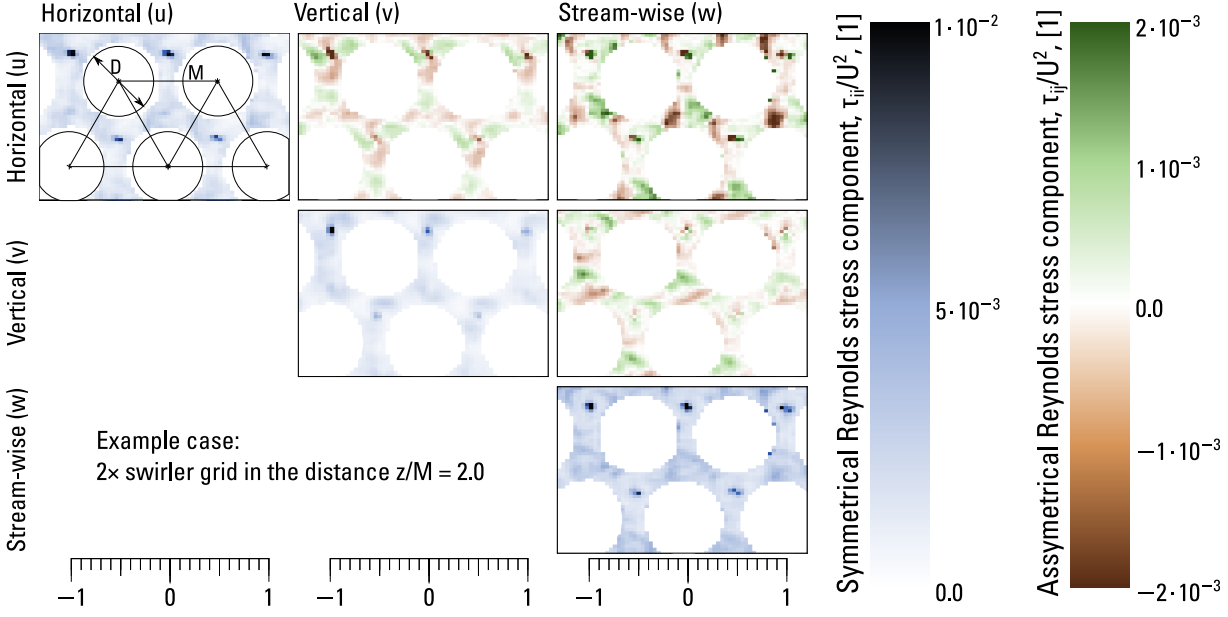 Horizontal (u)
Vertical (v)
Stream-wise (w)
Horizontal (u)
D
M
Vertical (v)
Stream-wise (w)
Example case:
2× swirler grid in the distance z/M = 2.0
−1 0 1
−1 0 1
−1 0 1
Symmetrical Reynolds stress component, τii/U², [1]
1·10⁻²
5·10⁻³
0.0
Assymetrical Reynolds stress component, τij/U², [1]
2·10⁻³
1·10⁻³
0.0
−1·10⁻³
−2·10⁻³